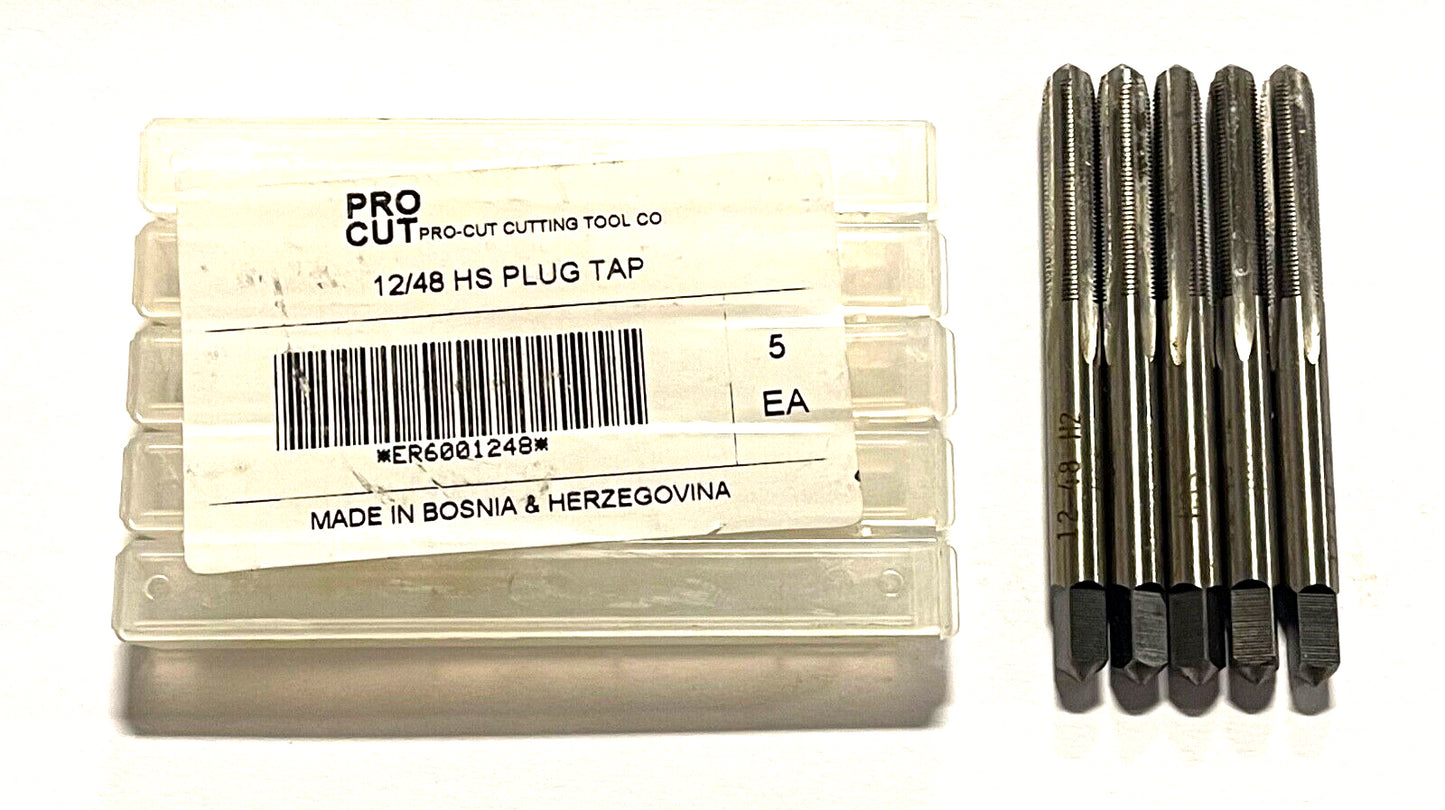 PRO
CUT PRO-CUT CUTTING TOOL CO
12/48 HS PLUG TAP
5
EA
*ER6001248*
MADE IN BOSNIA & HERZEGOVINA
12-48 H2